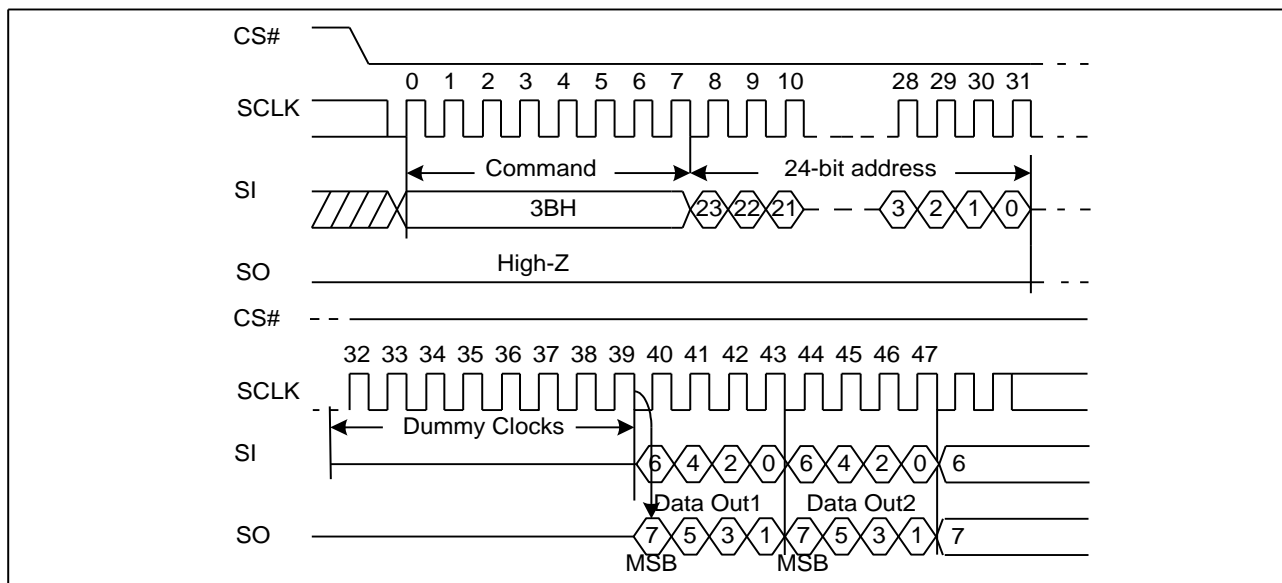 CS#
0 1 2 3 4 5 6 7 8 9 10 28 29 30 31
SCLK
Command 24-bit address
SI
3BH 23 22 21 3 2 1 0
High-Z
SO
CS#
32 33 34 35 36 37 38 39 40 41 42 43 44 45 46 47
SCLK
Dummy Clocks
SI
6 4 2 0 6 4 2 0 6
Data Out1 Data Out2
SO
7 5 3 1 7 5 3 1 7
MSB MSB